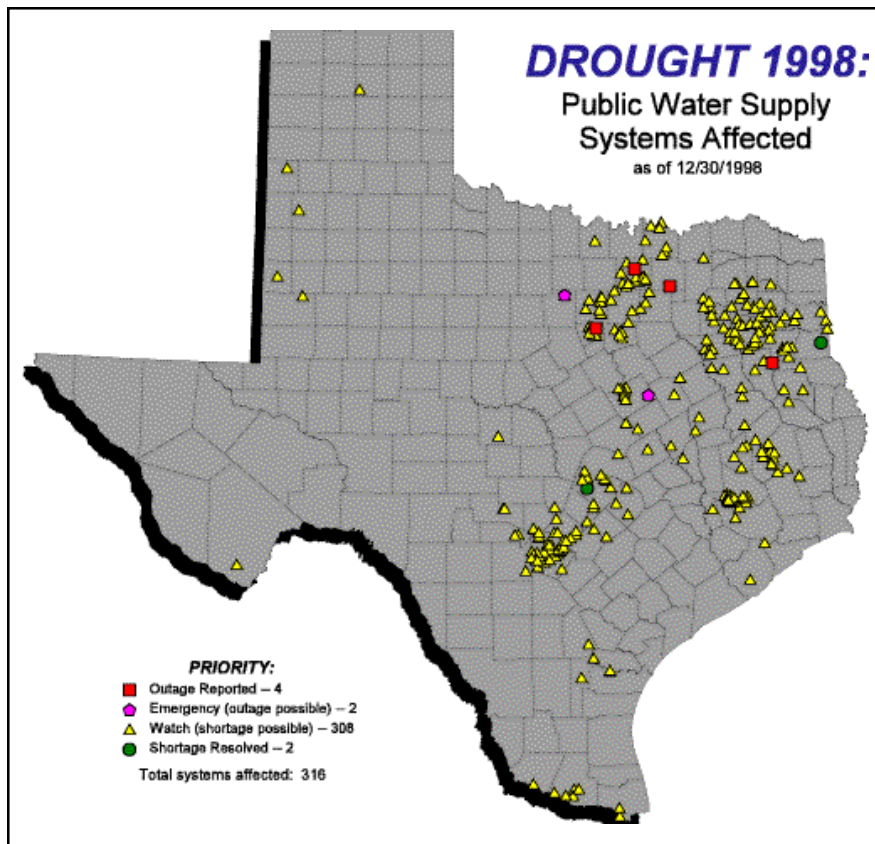 DROUGHT 1998:
Public Water Supply
Systems Affected
as of 12/30/1998
PRIORITY:
Outage Reported – 4
Emergency (outage possible) – 2
Watch (shortage possible) – 308
Shortage Resolved – 2
Total systems affected: 316